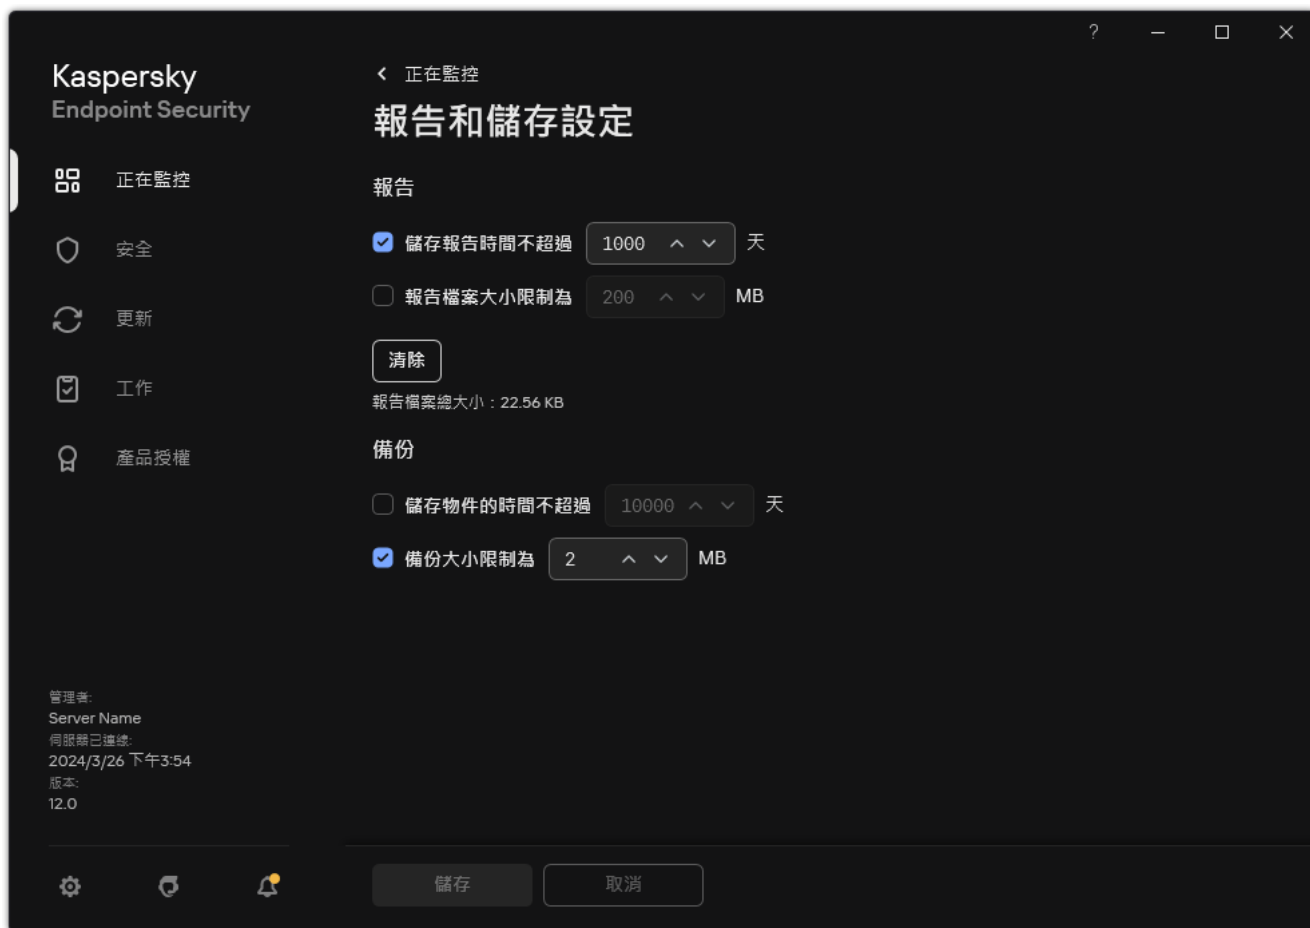 ?
Kaspersky
Endpoint Security
正在監控
安全
更新
工作
產品授權
管理者:
Server Name
伺服器已連線:
2024/3/26 下午3:54
版本:
12.0
正在監控
報告和儲存設定
報告
儲存報告時間不超過 1000 天
報告檔案大小限制為 200 MB
清除
報告檔案總大小：22.56 KB
備份
儲存物件的時間不超過 10000 天
備份大小限制為 2 MB
儲存 取消